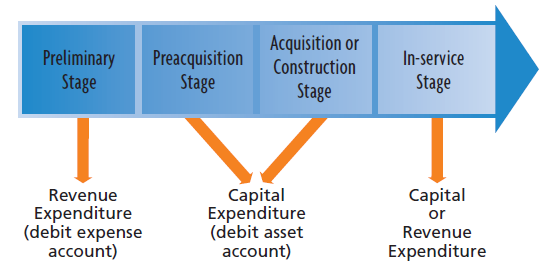 Preliminary
Stage
Preacquisition
Stage
Acquisition or
Construction
Stage
In-service
Stage
Revenue
Expenditure
(debit expense
account)
Capital
Expenditure
(debit asset
account)
Capital
or
Revenue
Expenditure